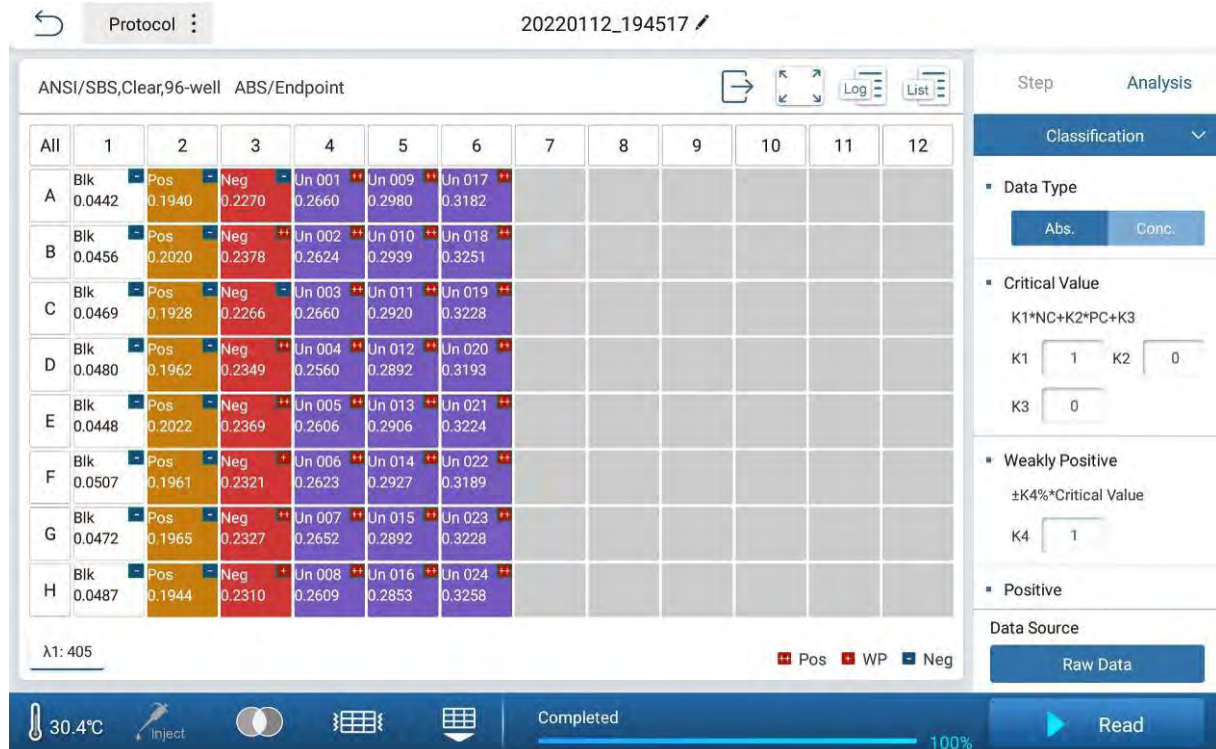 Protocol
20220112_194517
ANSI/SBS,Clear,96-well ABS/Endpoint
Log
List
Step
Analysis
Classification
All 1 2 3 4 5 6 7 8 9 10 11 12
Blk - Pos - Neg - Un 001 ++ Un 009 ++ Un 017 ++
A 0.0442 0.1940 0.2270 0.2660 0.2980 0.3182
Blk - Pos - Neg ++ Un 002 ++ Un 010 ++ Un 018 ++
B 0.0456 0.2020 0.2378 0.2624 0.2939 0.3251
Blk - Pos - Neg - Un 003 ++ Un 011 ++ Un 019 ++
C 0.0469 0.1928 0.2266 0.2660 0.2920 0.3228
Blk - Pos - Neg ++ Un 004 ++ Un 012 ++ Un 020 ++
D 0.0480 0.1962 0.2349 0.2560 0.2892 0.3193
Blk - Pos - Neg ++ Un 005 ++ Un 013 ++ Un 021 ++
E 0.0448 0.2022 0.2369 0.2606 0.2906 0.3224
Blk - Pos - Neg + Un 006 ++ Un 014 ++ Un 022 ++
F 0.0507 0.1961 0.2321 0.2623 0.2927 0.3189
Blk - Pos - Neg ++ Un 007 ++ Un 015 ++ Un 023 ++
G 0.0472 0.1965 0.2327 0.2652 0.2892 0.3228
Blk - Pos - Neg + Un 008 ++ Un 016 ++ Un 024 ++
H 0.0487 0.1944 0.2310 0.2609 0.2853 0.3258
λ1: 405
++ Pos + WP - Neg
Data Type
Abs. Conc.
Critical Value
K1*NC+K2*PC+K3
K1 1 K2 0
K3 0
Weakly Positive
±K4%*Critical Value
K4 1
Positive
Data Source
Raw Data
30.4℃
Inject
Completed
100%
Read